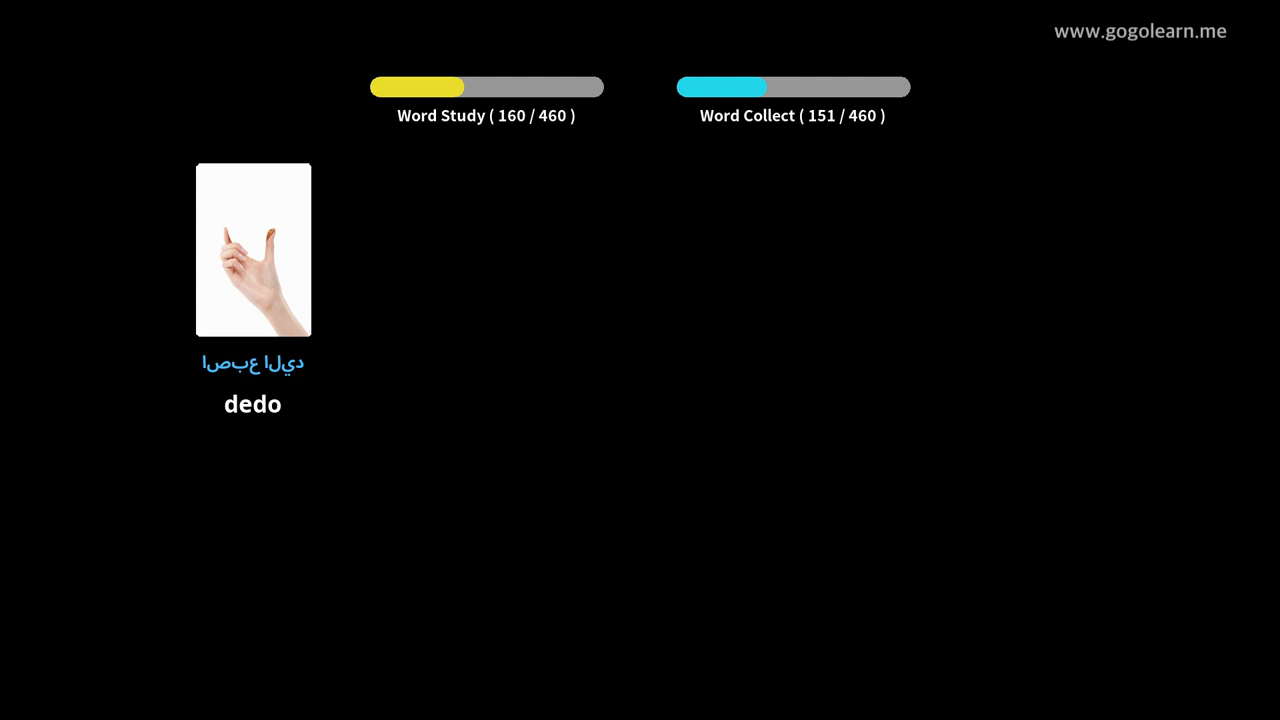 www.gogolearn.me
Word Study ( 160 / 460 )
Word Collect ( 151 / 460 )
اصبع اليد
dedo